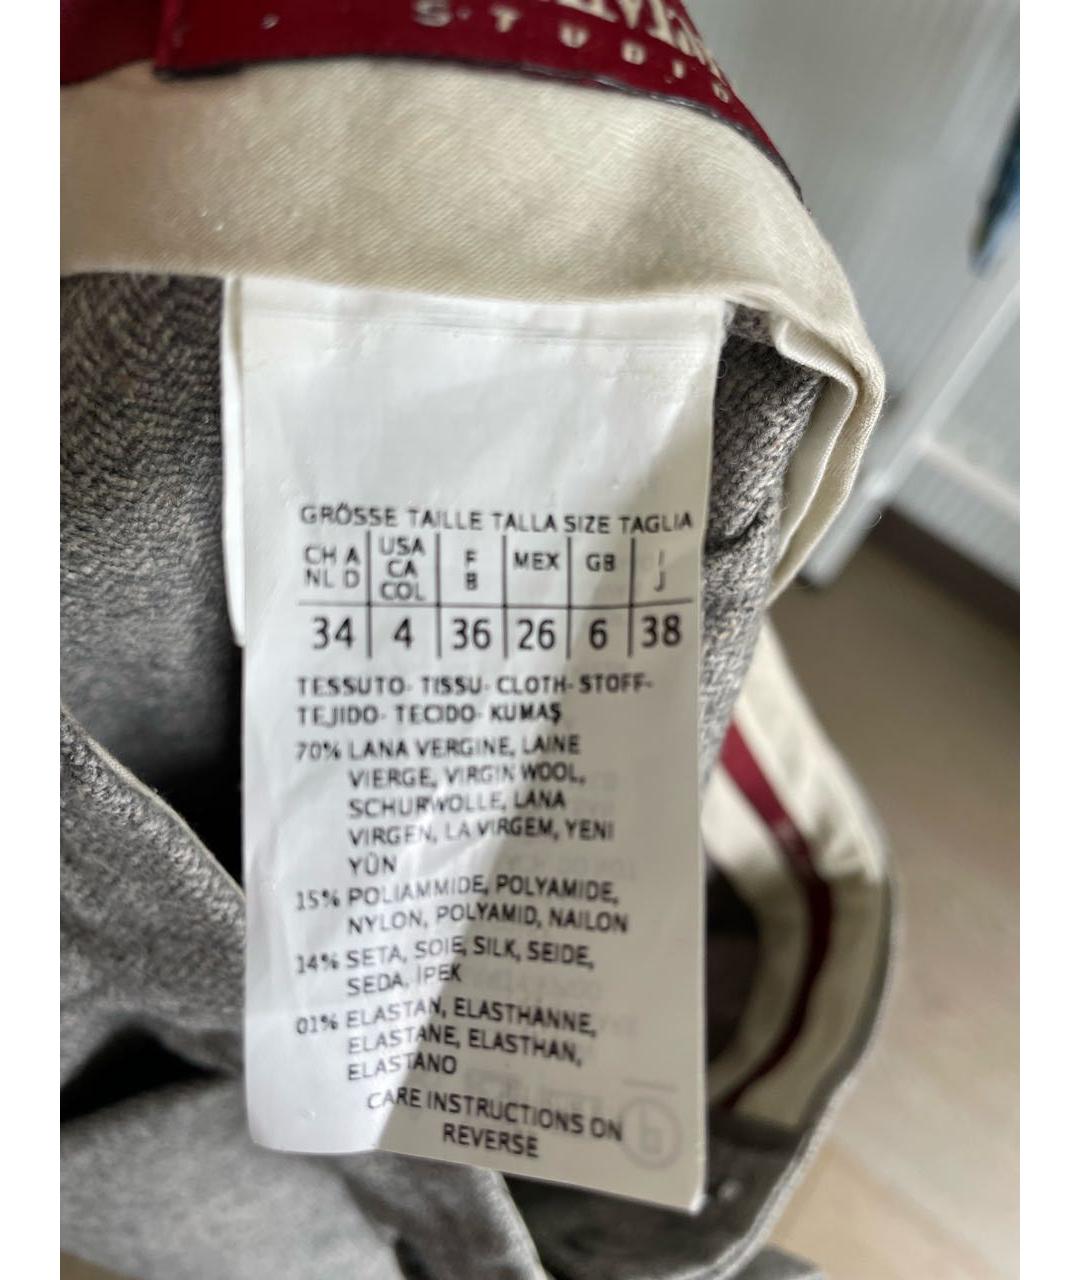 STUDIO
GRÖSSE TAILLE TALLA SIZE TAGLIA
CH A NL D | USA CA COL | F B | MEX | GB | I J
34 | 4 | 36 | 26 | 6 | 38
TESSUTO- TISSU- CLOTH- STOFF-
TEJIDO- TECIDO- KUMAŞ
70% LANA VERGINE, LAINE
VIERGE, VIRGIN WOOL,
SCHURWOLLE, LANA
VIRGEN, LA VIRGEM, YENI
YÜN
15% POLIAMMIDE, POLYAMIDE,
NYLON, POLYAMID, NAILON
14% SETA, SOIE, SILK, SEIDE,
SEDA, İPEK
01% ELASTAN, ELASTHANNE,
ELASTANE, ELASTHAN,
ELASTANO
CARE INSTRUCTIONS ON
REVERSE